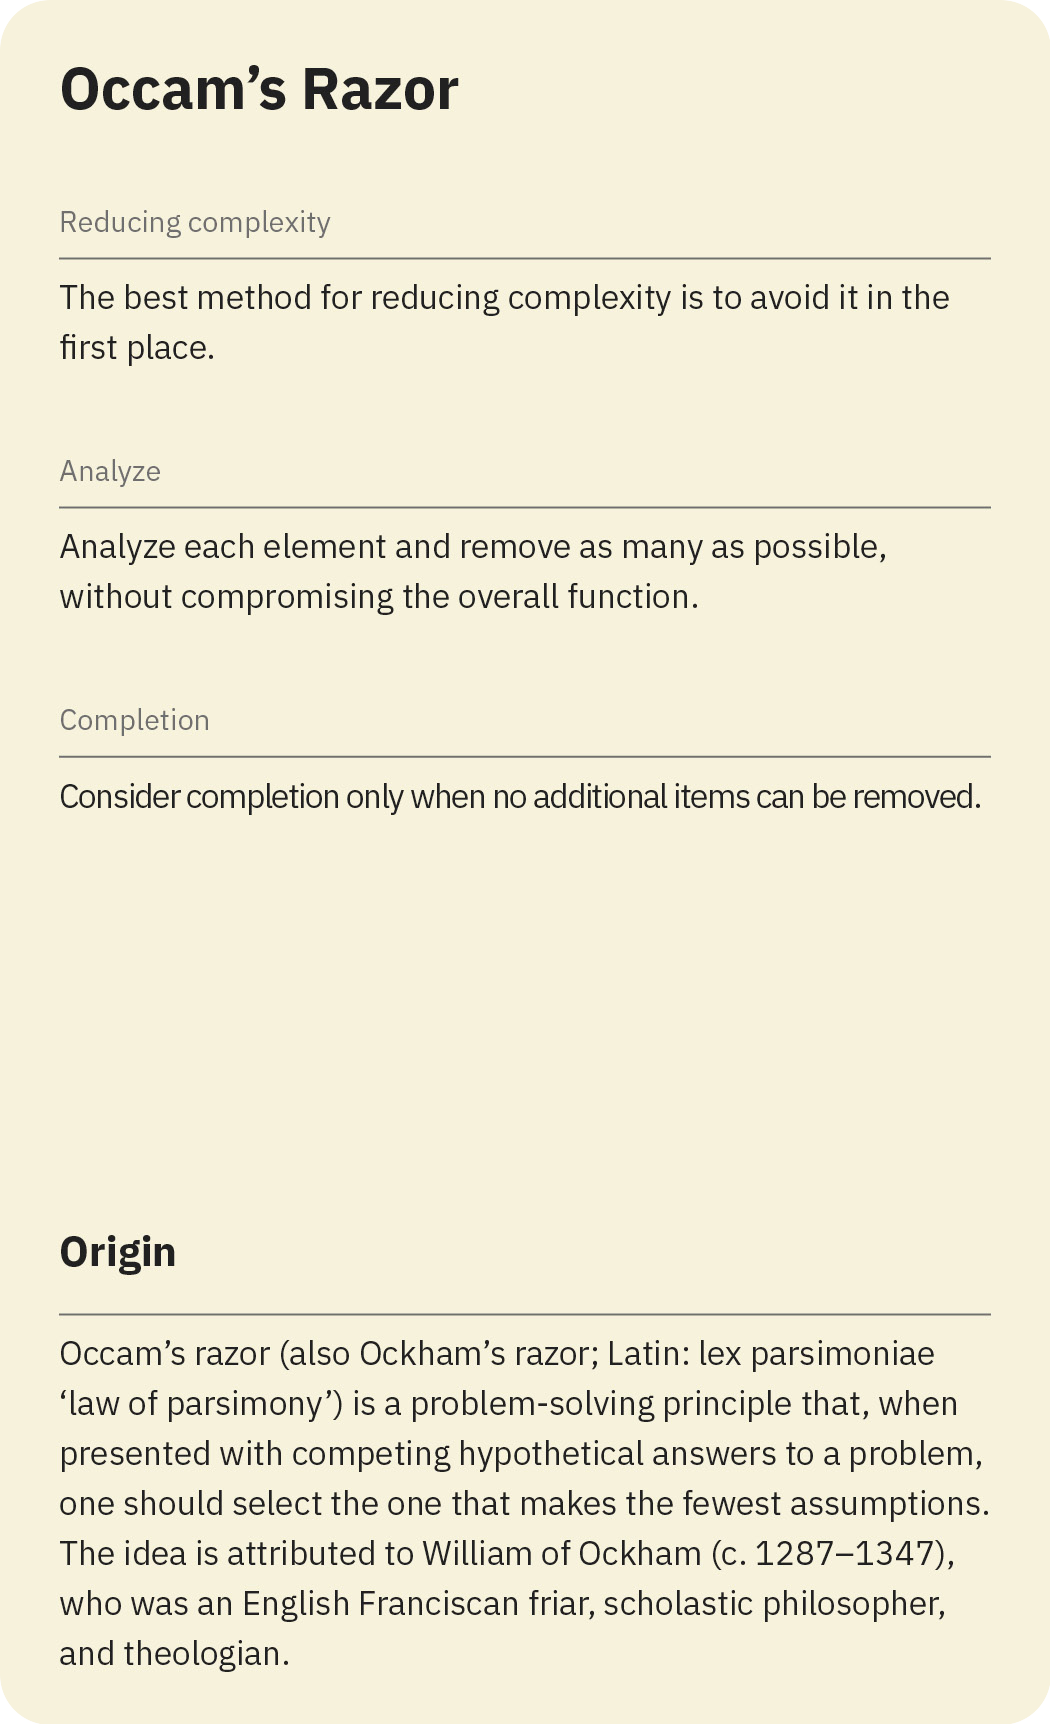 Occam’s Razor
Reducing complexity
The best method for reducing complexity is to avoid it in the
first place.
Analyze
Analyze each element and remove as many as possible,
without compromising the overall function.
Completion
Consider completion only when no additional items can be removed.
Origin
Occam’s razor (also Ockham’s razor; Latin: lex parsimoniae
‘law of parsimony’) is a problem-solving principle that, when
presented with competing hypothetical answers to a problem,
one should select the one that makes the fewest assumptions.
The idea is attributed to William of Ockham (c. 1287–1347),
who was an English Franciscan friar, scholastic philosopher,
and theologian.